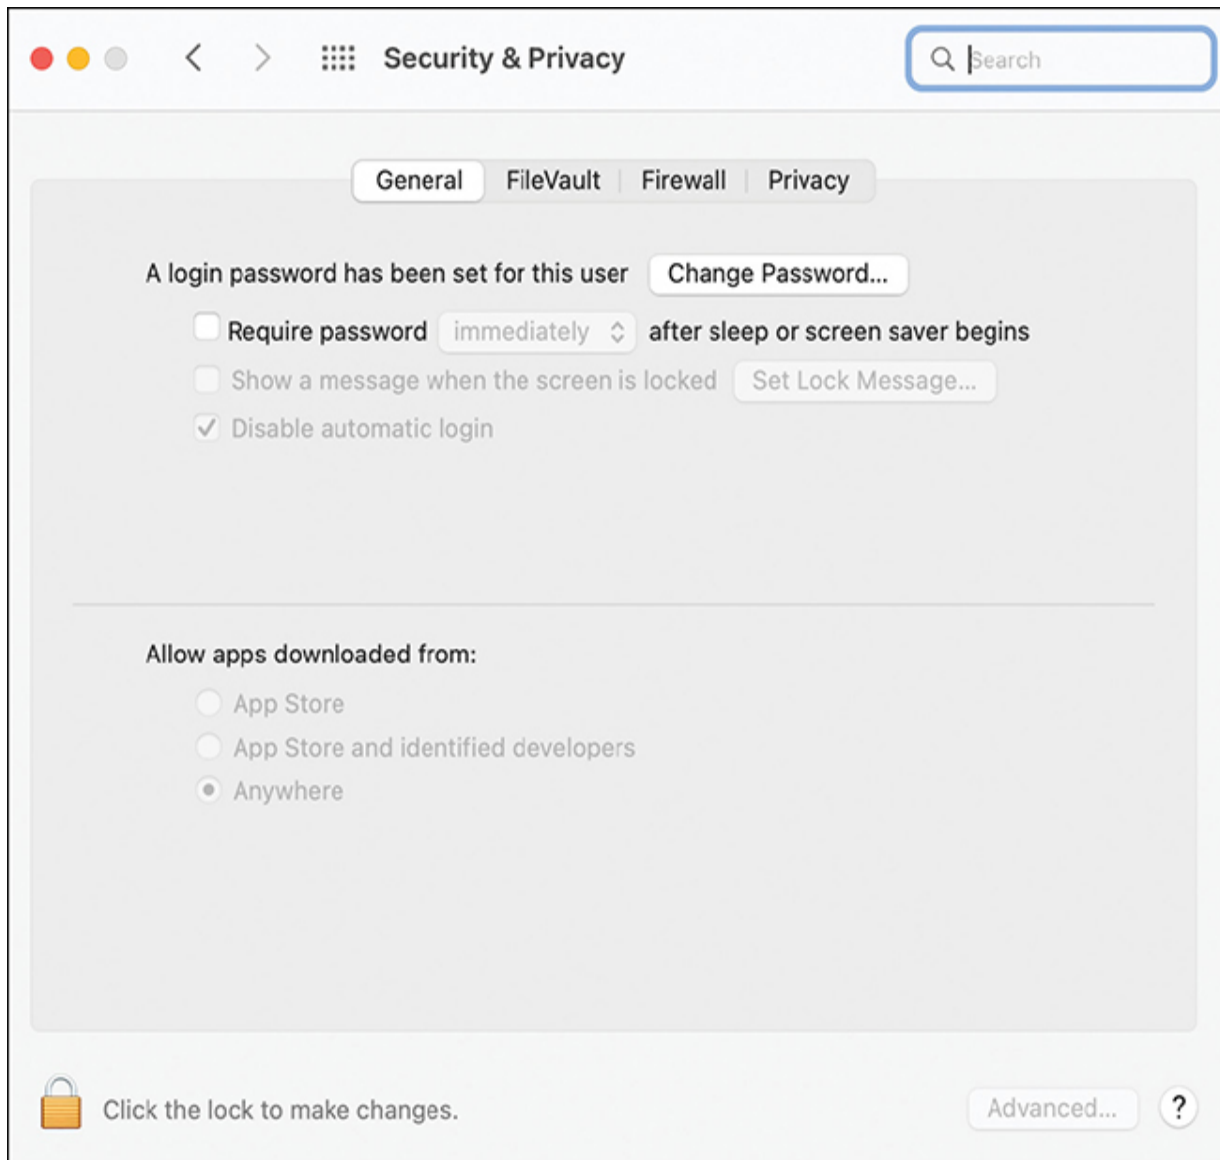 Security & Privacy Search
General FileVault Firewall Privacy
A login password has been set for this user Change Password...
Require password immediately after sleep or screen saver begins
Show a message when the screen is locked Set Lock Message...
Disable automatic login
Allow apps downloaded from:
App Store
App Store and identified developers
Anywhere
Click the lock to make changes. Advanced... ?